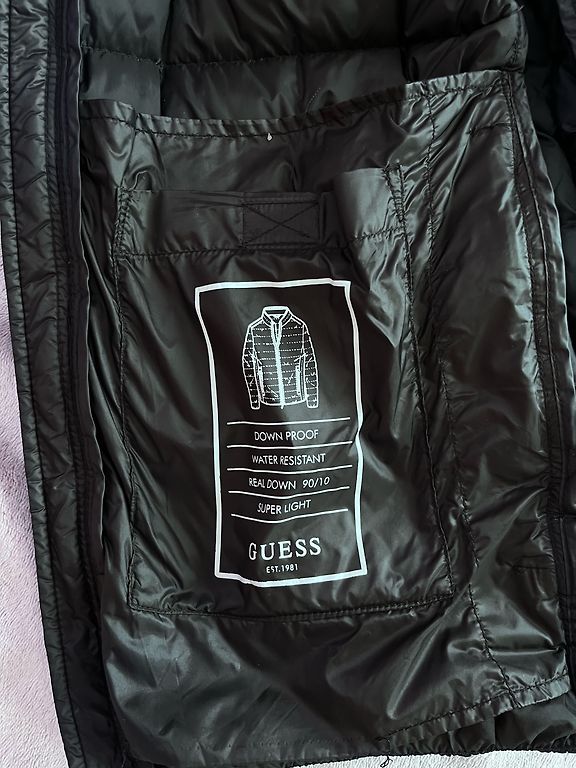 DOWN PROOF
WATER RESISTANT
REAL DOWN 90/10
SUPER LIGHT
GUESS
EST.1981